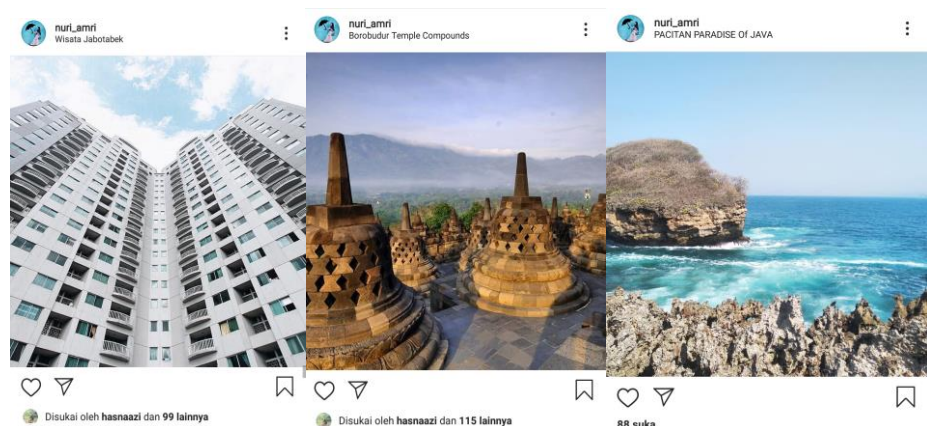 nuri_amri
Wisata Jabotabek
Disukai oleh hasnaazi dan 99 lainnya
nuri_amri
Borobudur Temple Compounds
Disukai oleh hasnaazi dan 115 lainnya
nuri_amri
PACITAN PARADISE Of JAVA
88 suka